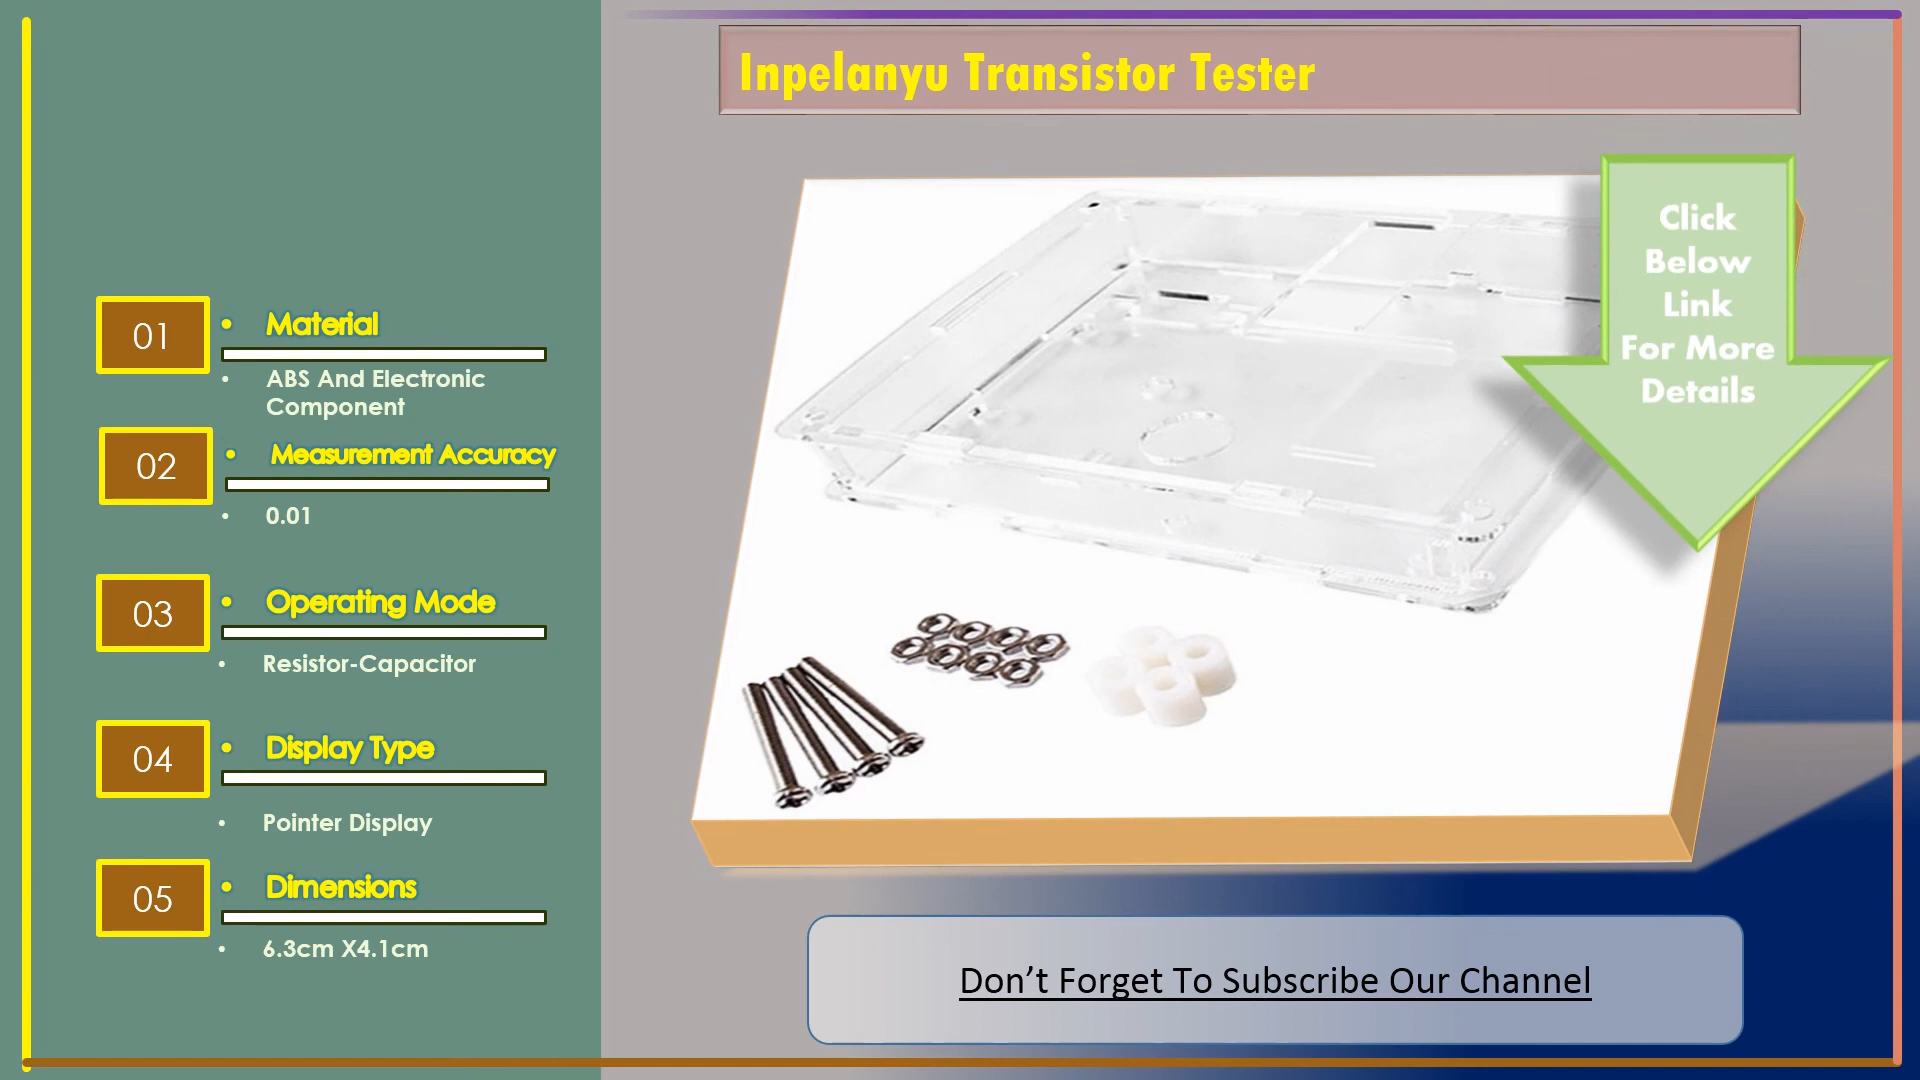 Inpelanyu Transistor Tester
01
• Material
• ABS And Electronic
Component
02
• Measurement Accuracy
• 0.01
03
• Operating Mode
• Resistor-Capacitor
04
• Display Type
• Pointer Display
05
• Dimensions
• 6.3cm X4.1cm
Click
Below
Link
For More
Details
Don’t Forget To Subscribe Our Channel